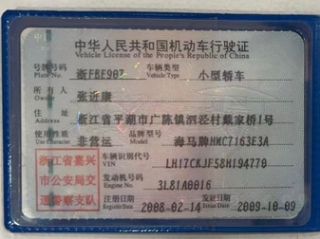 中华人民共和国机动车行驶证
Vehicle License of the People's Republic of China
号牌号码 浙FBF907 车辆类型 小型轿车
Plate No. Vehicle Type
所有人 张近康
Owner
住址 浙江省平湖市广陈镇泗泾村戴家桥1号
Address
使用性质 非营运 品牌型号 海马牌HMC7163E3A
Use Character Model
浙江省嘉兴
市公安局交
通警察支队
车辆识别代号 LH17CKJF58H194770
VIN
发动机号码 3L81A0016
Engine No.
注册日期 2008-02-14 发证日期 2009-10-09
Register Date Issue Date